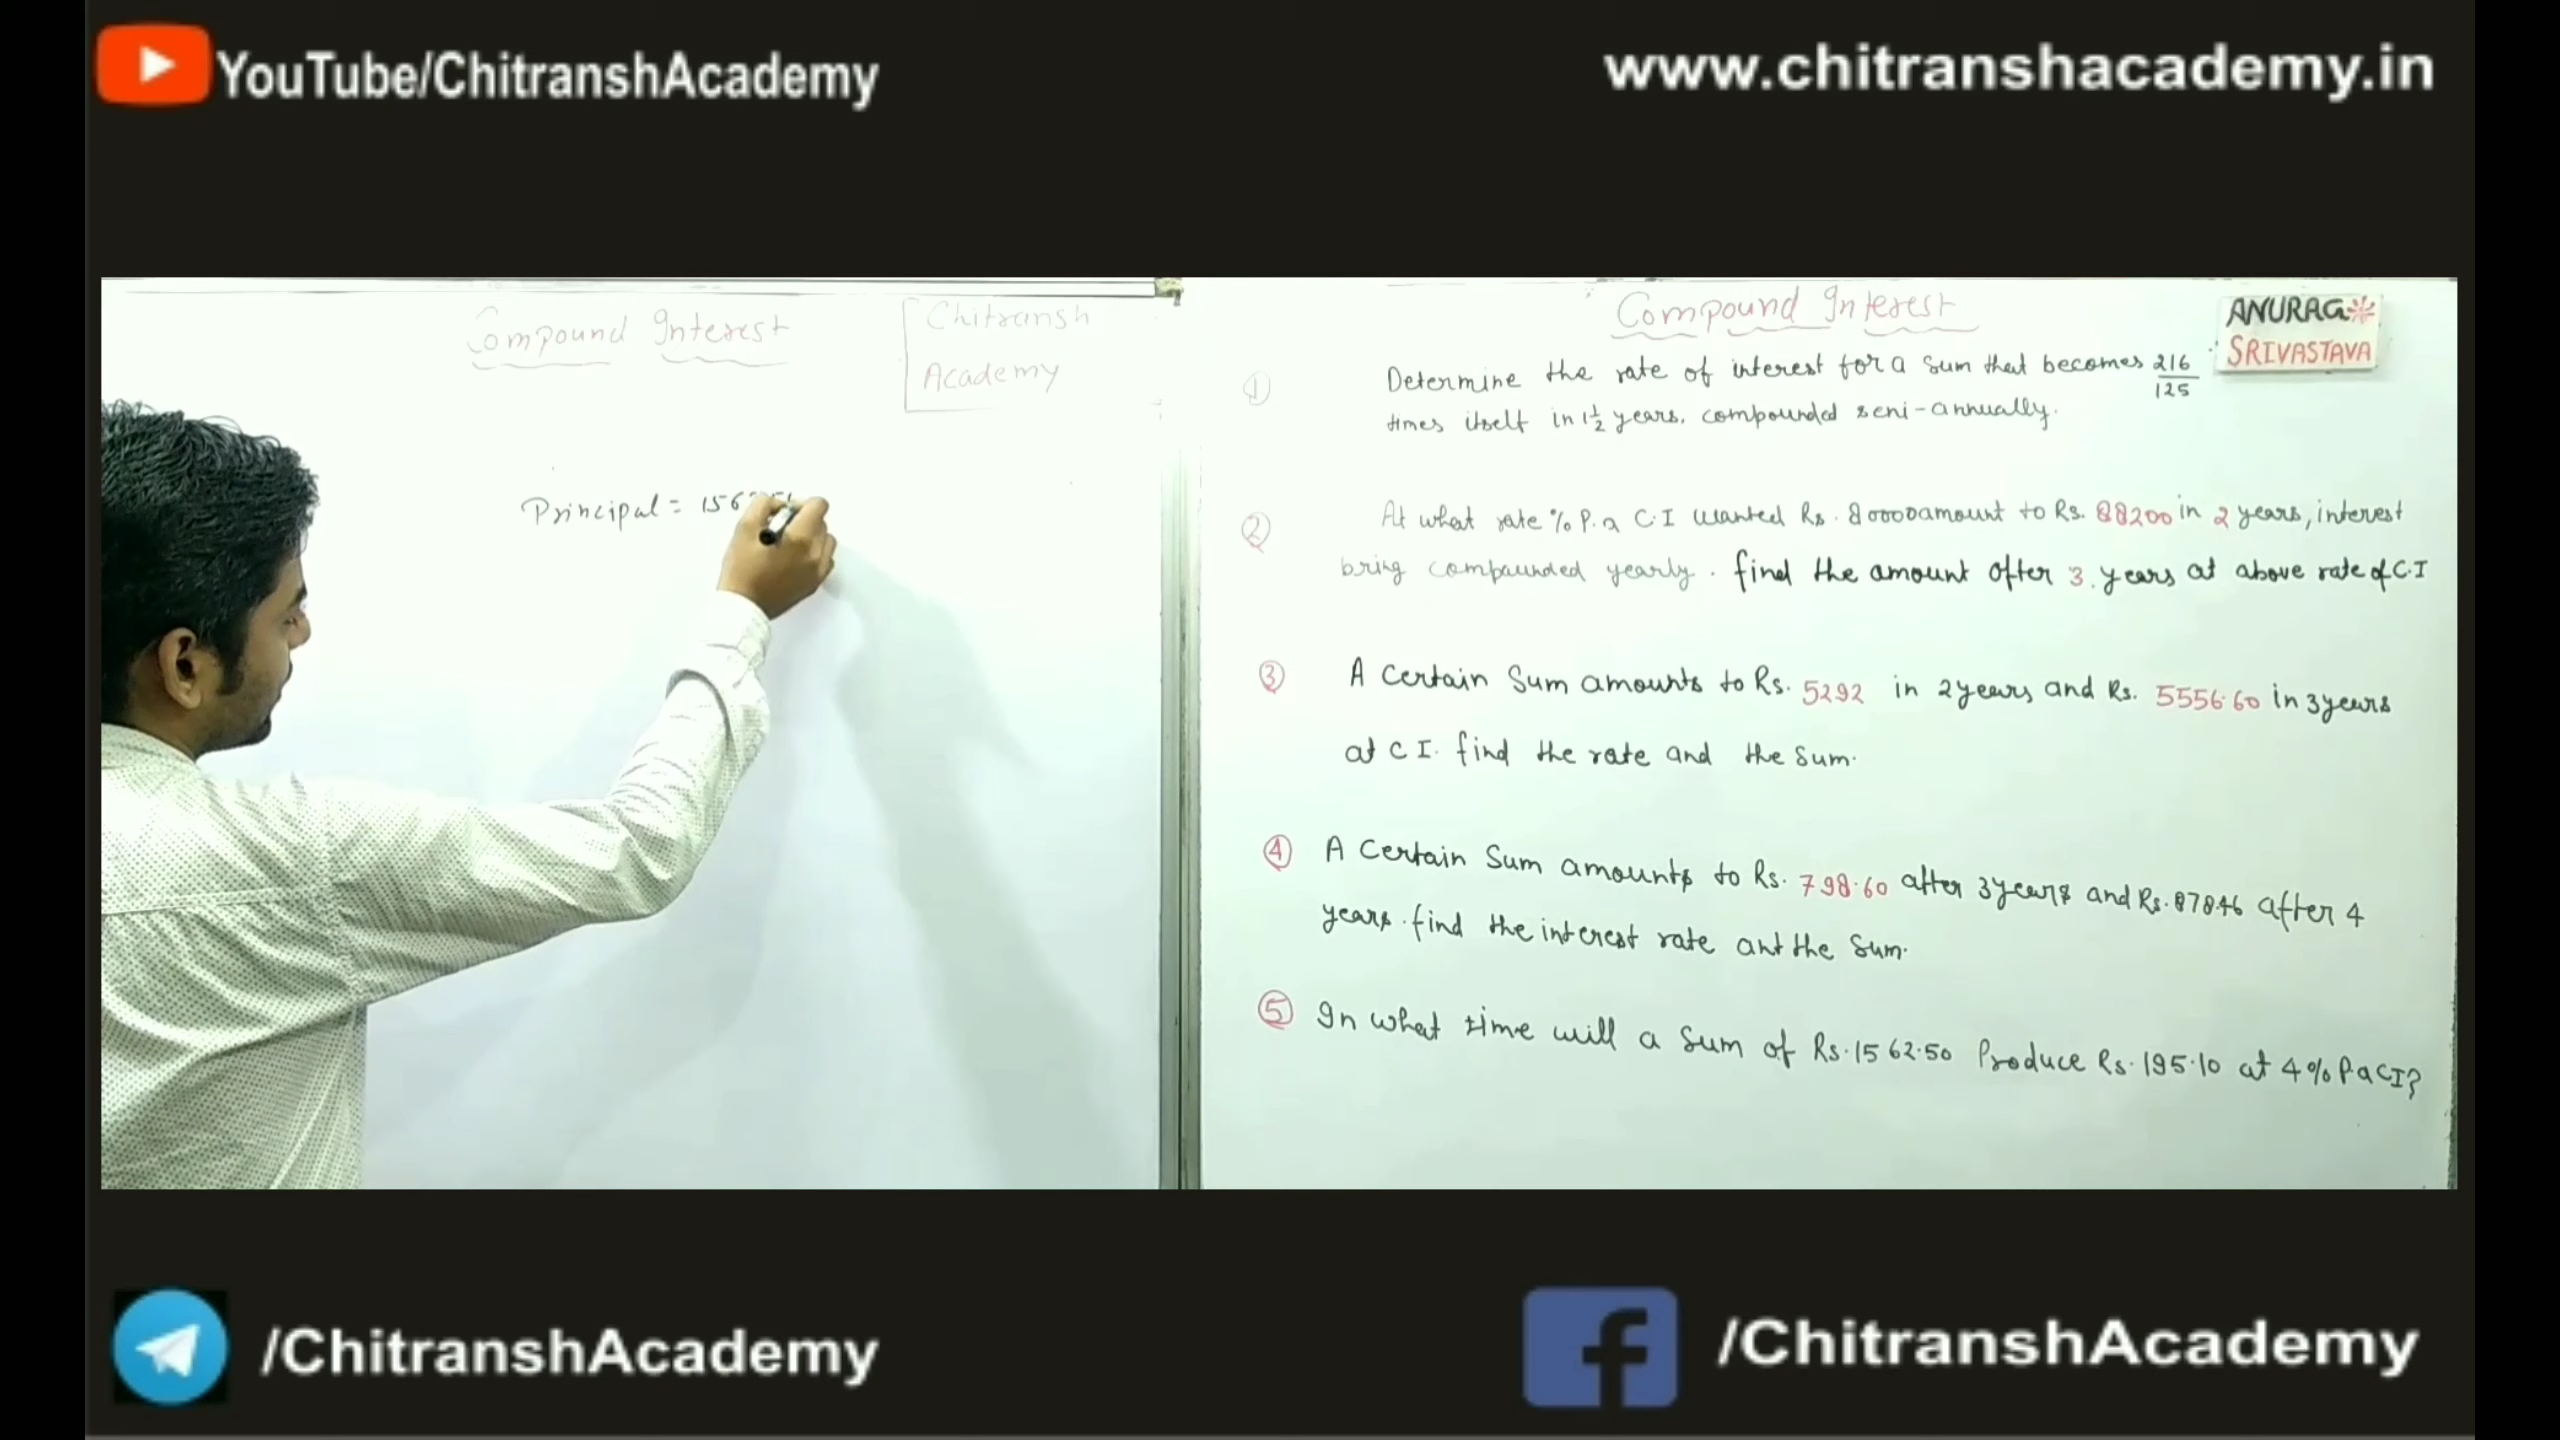 YouTube/ChitranshAcademy
www.chitranshacademy.in
Compound Interest
Chitransh
Academy
Principal = 156
Compound Interest
ANURAG
SRIVASTAVA
① Determine the rate of interest for a sum that becomes 216/125
times itself in 1 1/2 years. compounded semi-annually.
② At what rate % P.a C.I wanted Rs. 80000 amount to Rs. 88200 in 2 years, interest
bring compaunded yearly. find the amount ofter 3. years at above rate of C.I
③ A Certain Sum amounts to Rs. 5292 in 2 years and Rs. 5556.60 in 3 years
at C I. find the rate and the sum.
④ A Certain Sum amounts to Rs. 798.60 after 3 years and Rs. 878.46 after 4
years. find the interest rate ant the Sum.
⑤ In what time will a Sum of Rs. 1562.50 Produce Rs. 195.10 at 4% P.a C I?
/ChitranshAcademy
/ChitranshAcademy